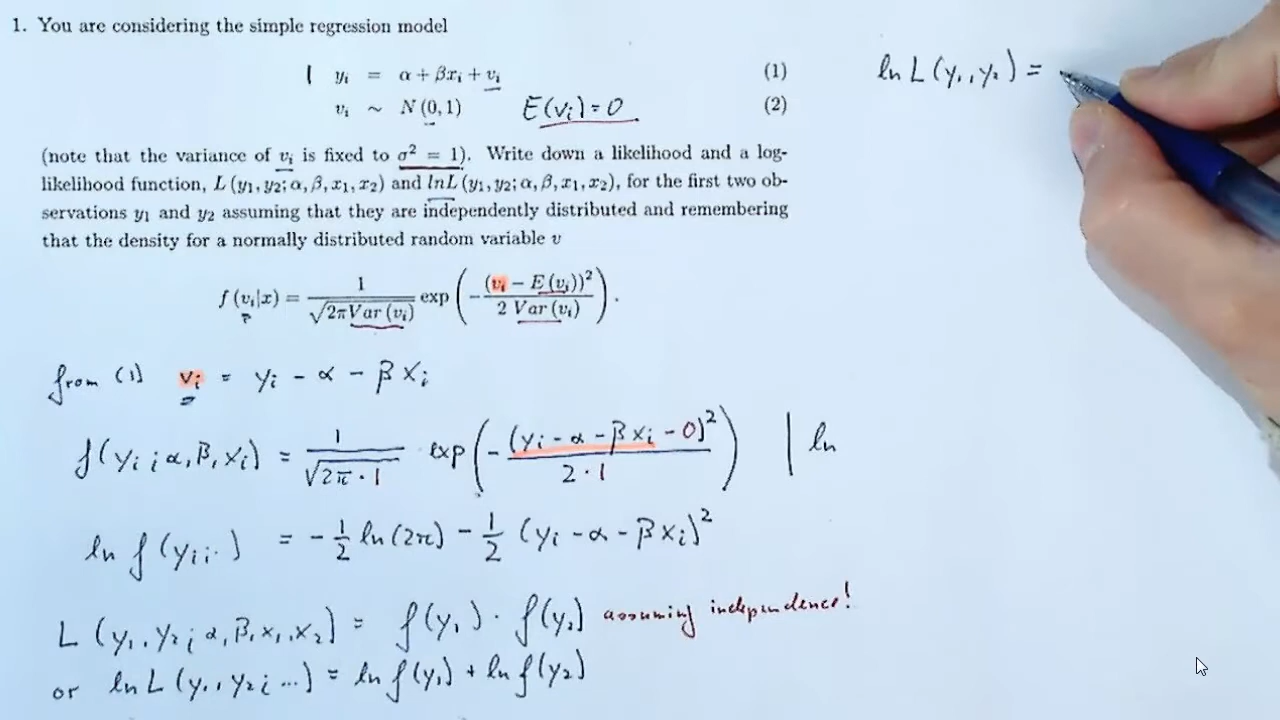 1. You are considering the simple regression model
| yᵢ = α + βxᵢ + vᵢ (1)
vᵢ ~ N (0, 1) E(vᵢ) = 0 (2)
(note that the variance of vᵢ is fixed to σ² = 1). Write down a likelihood and a log-
likelihood function, L (y₁, y₂; α, β, x₁, x₂) and lnL (y₁, y₂; α, β, x₁, x₂), for the first two ob-
servations y₁ and y₂ assuming that they are independently distributed and remembering
that the density for a normally distributed random variable v
f (vᵢ|x) = 1 / √(2πVar (vᵢ)) exp ( − (vᵢ − E (vᵢ))² / 2 Var (vᵢ) ) .
from (1) vᵢ = yᵢ - α - β xᵢ
f(yᵢ; α, β, xᵢ) = 1 / √(2π · 1) exp ( - (yᵢ - α - β xᵢ - 0)² / 2 · 1 ) | ln
ln f (yᵢ; ·) = - 1/2 ln (2π) - 1/2 (yᵢ - α - β xᵢ)²
L (y₁, y₂; α, β, x₁, x₂) = f(y₁) · f(y₂) assuming independence!
or ln L (y₁, y₂; ...) = ln f(y₁) + ln f(y₂)
ln L (y₁, y₂) =